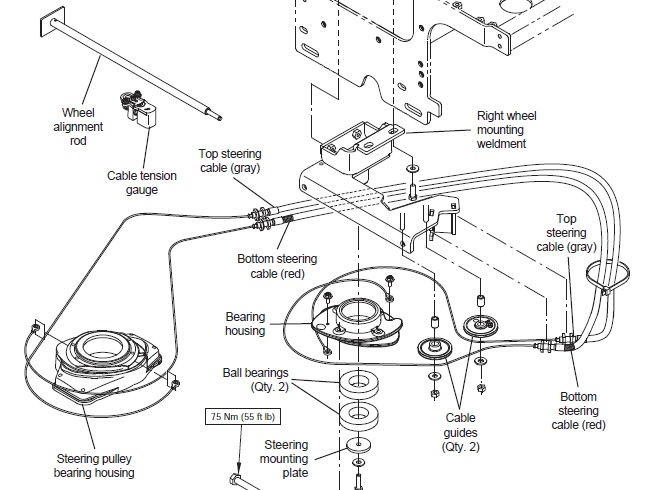 Wheel
alignment
rod
Cable tension
gauge
Top steering
cable (gray)
Right wheel
mounting
weldment
Bottom steering
cable (red)
Top
steering
cable (gray)
Bearing
housing
Ball bearings
(Qty. 2)
75 Nm (55 ft lb)
Steering
mounting
plate
Cable
guides
(Qty. 2)
Bottom
steering
cable (red)
Steering pulley
bearing housing